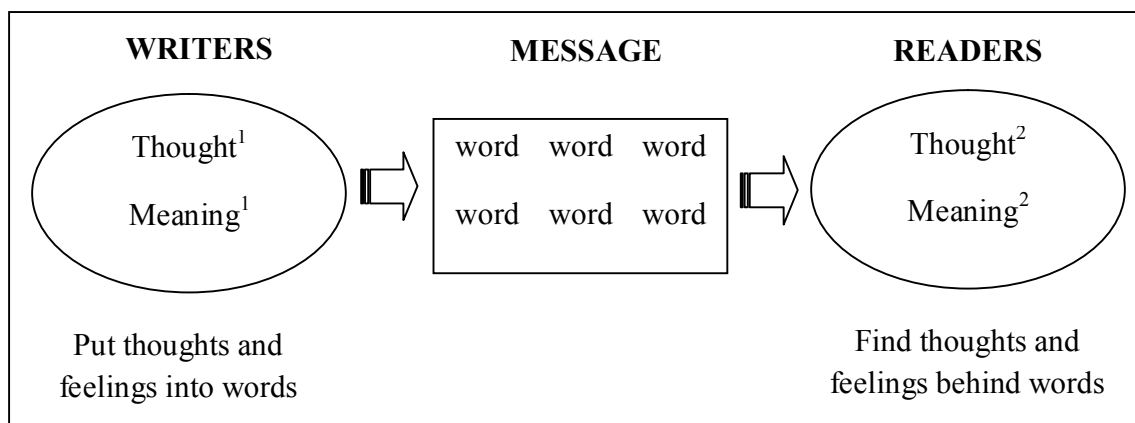 WRITERS MESSAGE READERS
Thought¹ word word word Thought²
Meaning¹ word word word Meaning²
Put thoughts and Find thoughts and
feelings into words feelings behind words